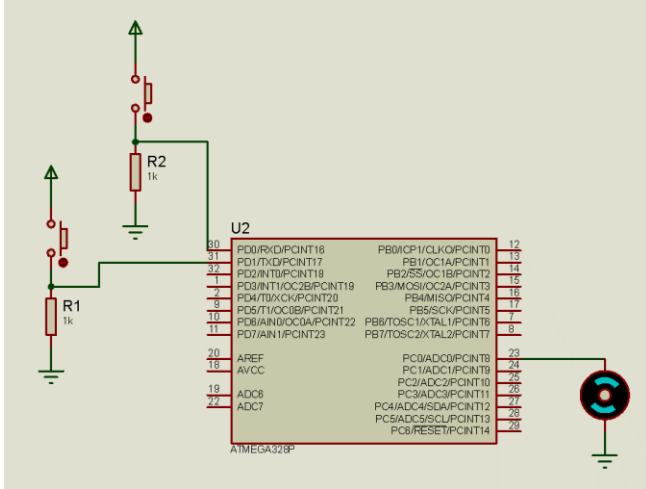 R2
1k
R1
1k
U2
30 PD0/RXD/PCINT16
31 PD1/TXD/PCINT17
32 PD2/INT0/PCINT18
1 PD3/INT1/OC2B/PCINT19
2 PD4/T0/XCK/PCINT20
9 PD5/T1/OC0B/PCINT21
10 PD6/AIN0/OC0A/PCINT22
11 PD7/AIN1/PCINT23
20 AREF
18 AVCC
19 ADC6
22 ADC7
PB0/ICP1/CLKO/PCINT0 12
PB1/OC1A/PCINT1 13
PB2/SS/OC1B/PCINT2 14
PB3/MOSI/OC2A/PCINT3 15
PB4/MISO/PCINT4 16
PB5/SCK/PCINT5 17
PB6/TOSC1/XTAL1/PCINT6 7
PB7/TOSC2/XTAL2/PCINT7 8
PC0/ADC0/PCINT8 23
PC1/ADC1/PCINT9 24
PC2/ADC2/PCINT10 25
PC3/ADC3/PCINT11 26
PC4/ADC4/SDA/PCINT12 27
PC5/ADC5/SCL/PCINT13 28
PC6/RESET/PCINT14 29
ATMEGA328P